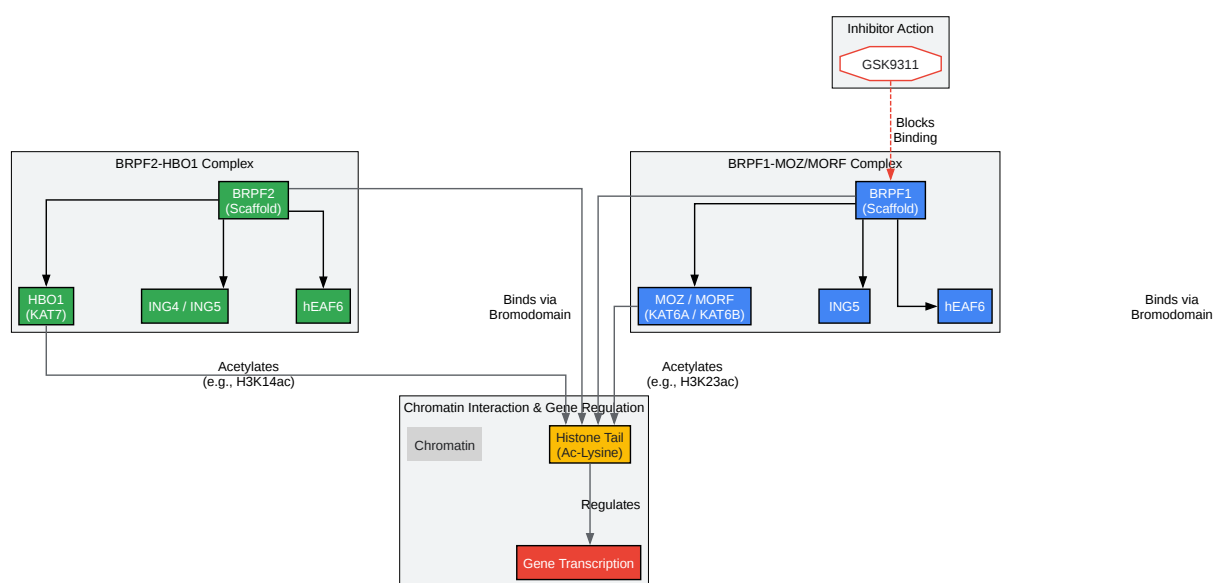 Inhibitor Action
GSK9311
Blocks
Binding
BRPF2-HBO1 Complex
BRPF2
(Scaffold)
HBO1
(KAT7)
ING4 / ING5
hEAF6
BRPF1-MOZ/MORF Complex
BRPF1
(Scaffold)
MOZ / MORF
(KAT6A / KAT6B)
ING5
hEAF6
Binds via
Bromodomain
Binds via
Bromodomain
Acetylates
(e.g., H3K14ac)
Acetylates
(e.g., H3K23ac)
Chromatin Interaction & Gene Regulation
Chromatin
Histone Tail
(Ac-Lysine)
Regulates
Gene Transcription